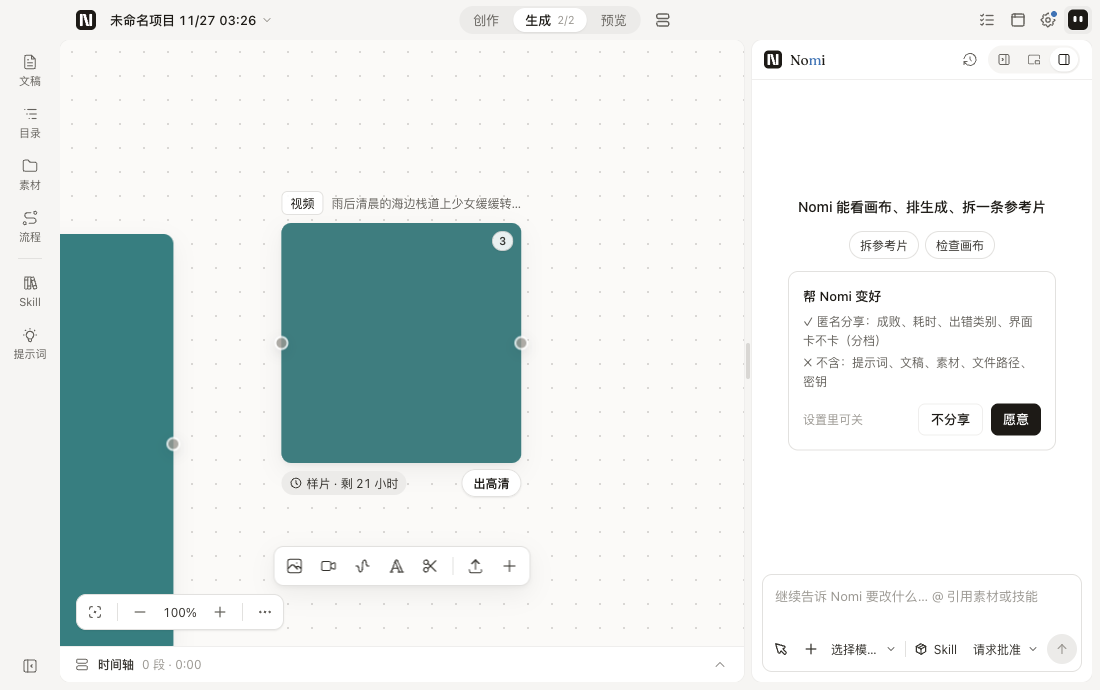 未命名项目 11/27 03:26
创作
生成 2/2
预览
文稿
目录
素材
流程
Skill
提示词
视频
雨后清晨的海边栈道上少女缓缓转...
3
样片 · 剩 21 小时
出高清
100%
时间轴 0 段 · 0:00
Nomi
Nomi 能看画布、排生成、拆一条参考片
拆参考片
检查画布
帮 Nomi 变好
✓ 匿名分享：成败、耗时、出错类别、界面
卡不卡（分档）
✕ 不含：提示词、文稿、素材、文件路径、
密钥
设置里可关
不分享
愿意
继续告诉 Nomi 要改什么... @ 引用素材或技能
选择模...
Skill
请求批准